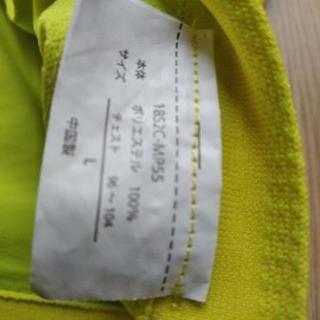 18S2C-MP55
本体 ポリエステル 100%
サイズ チェスト 96～104
L
中国製